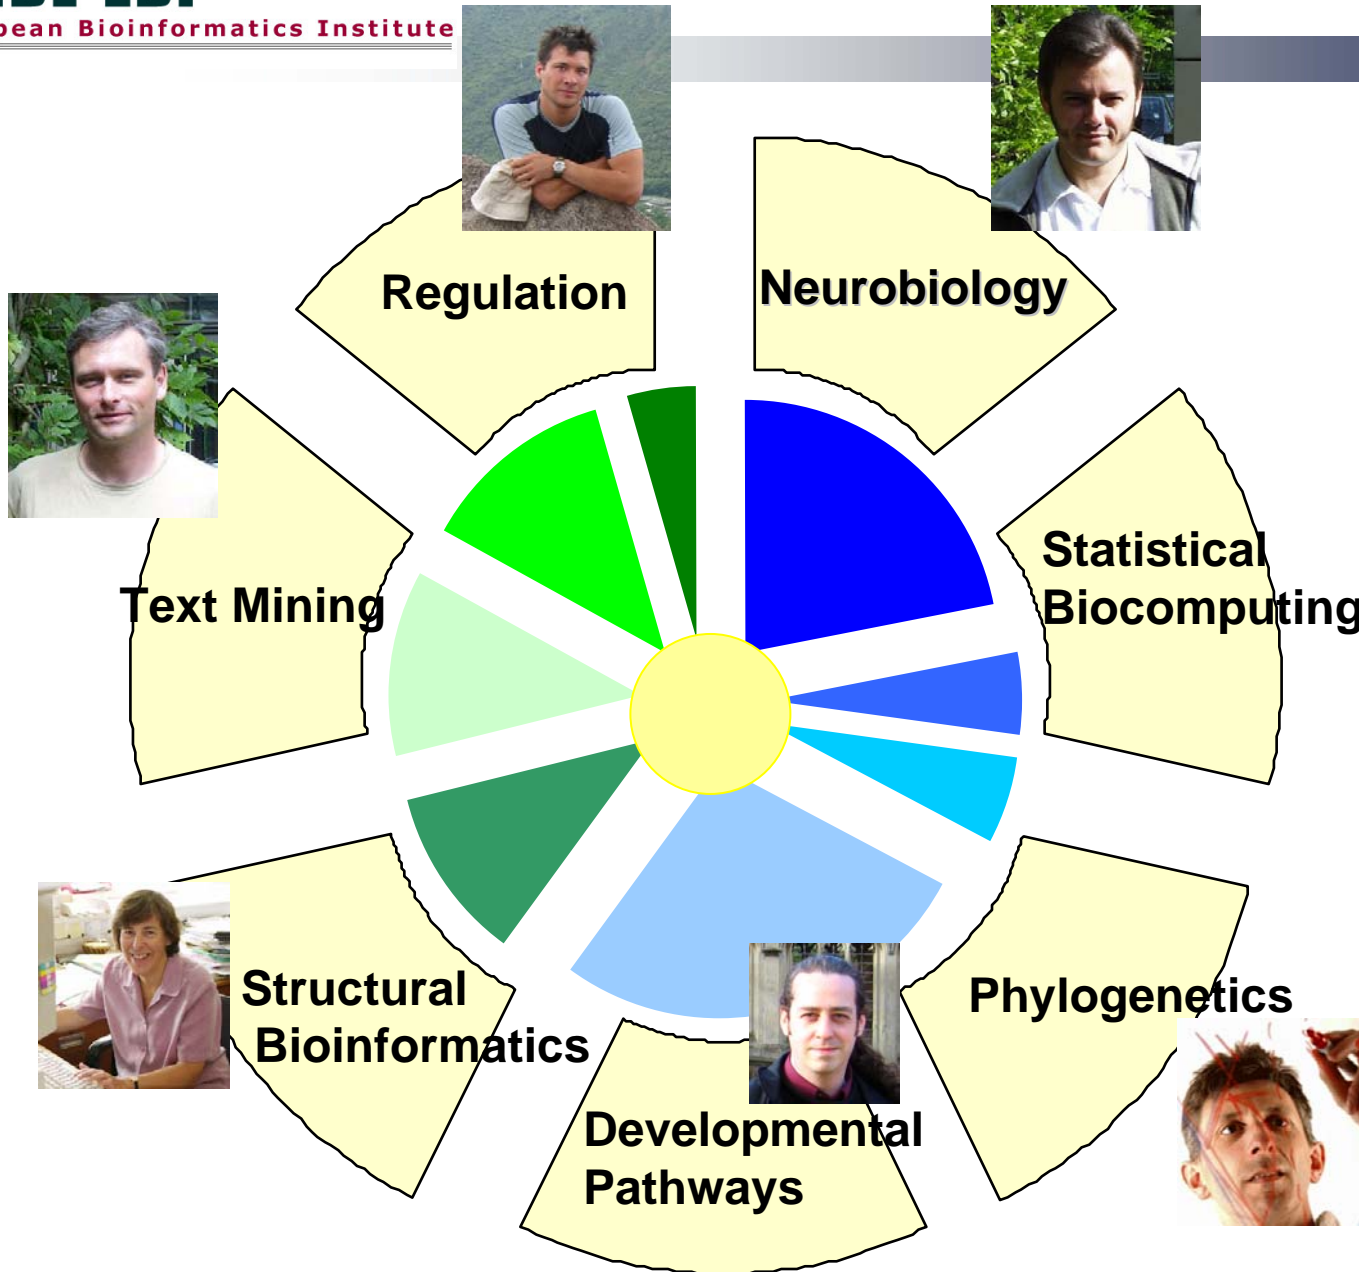 pean Bioinformatics Institute
Regulation
Neurobiology
Statistical
Biocomputing
Text Mining
Structural
Bioinformatics
Phylogenetics
Developmental
Pathways